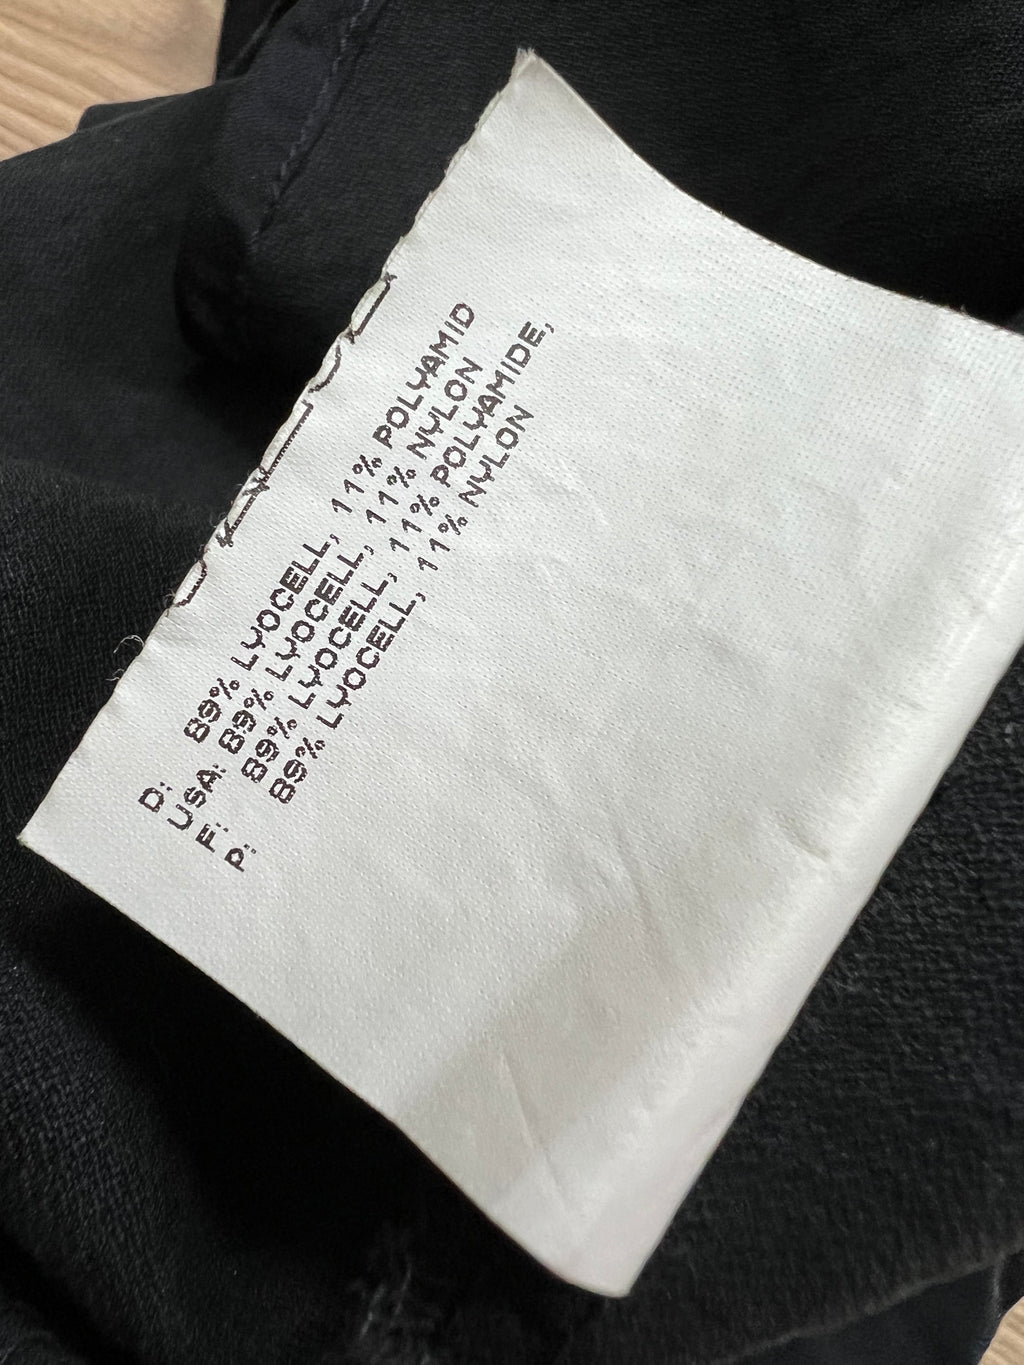 D: 89% LYOCELL, 11% POLYAMID
USA: 89% LYOCELL, 11% NYLON
F: 89% LYOCELL, 11% POLYAMIDE,
P: 89% LYOCELL, 11% NYLON